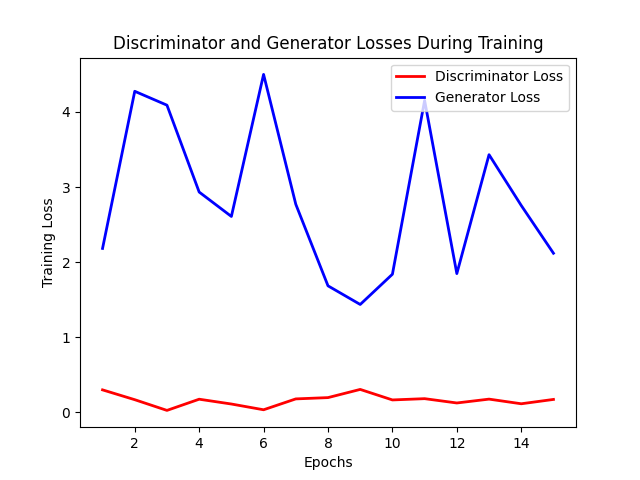 Discriminator and Generator Losses During Training
Discriminator Loss
Generator Loss
4
3
2
1
0
Training Loss
2 4 6 8 10 12 14
Epochs